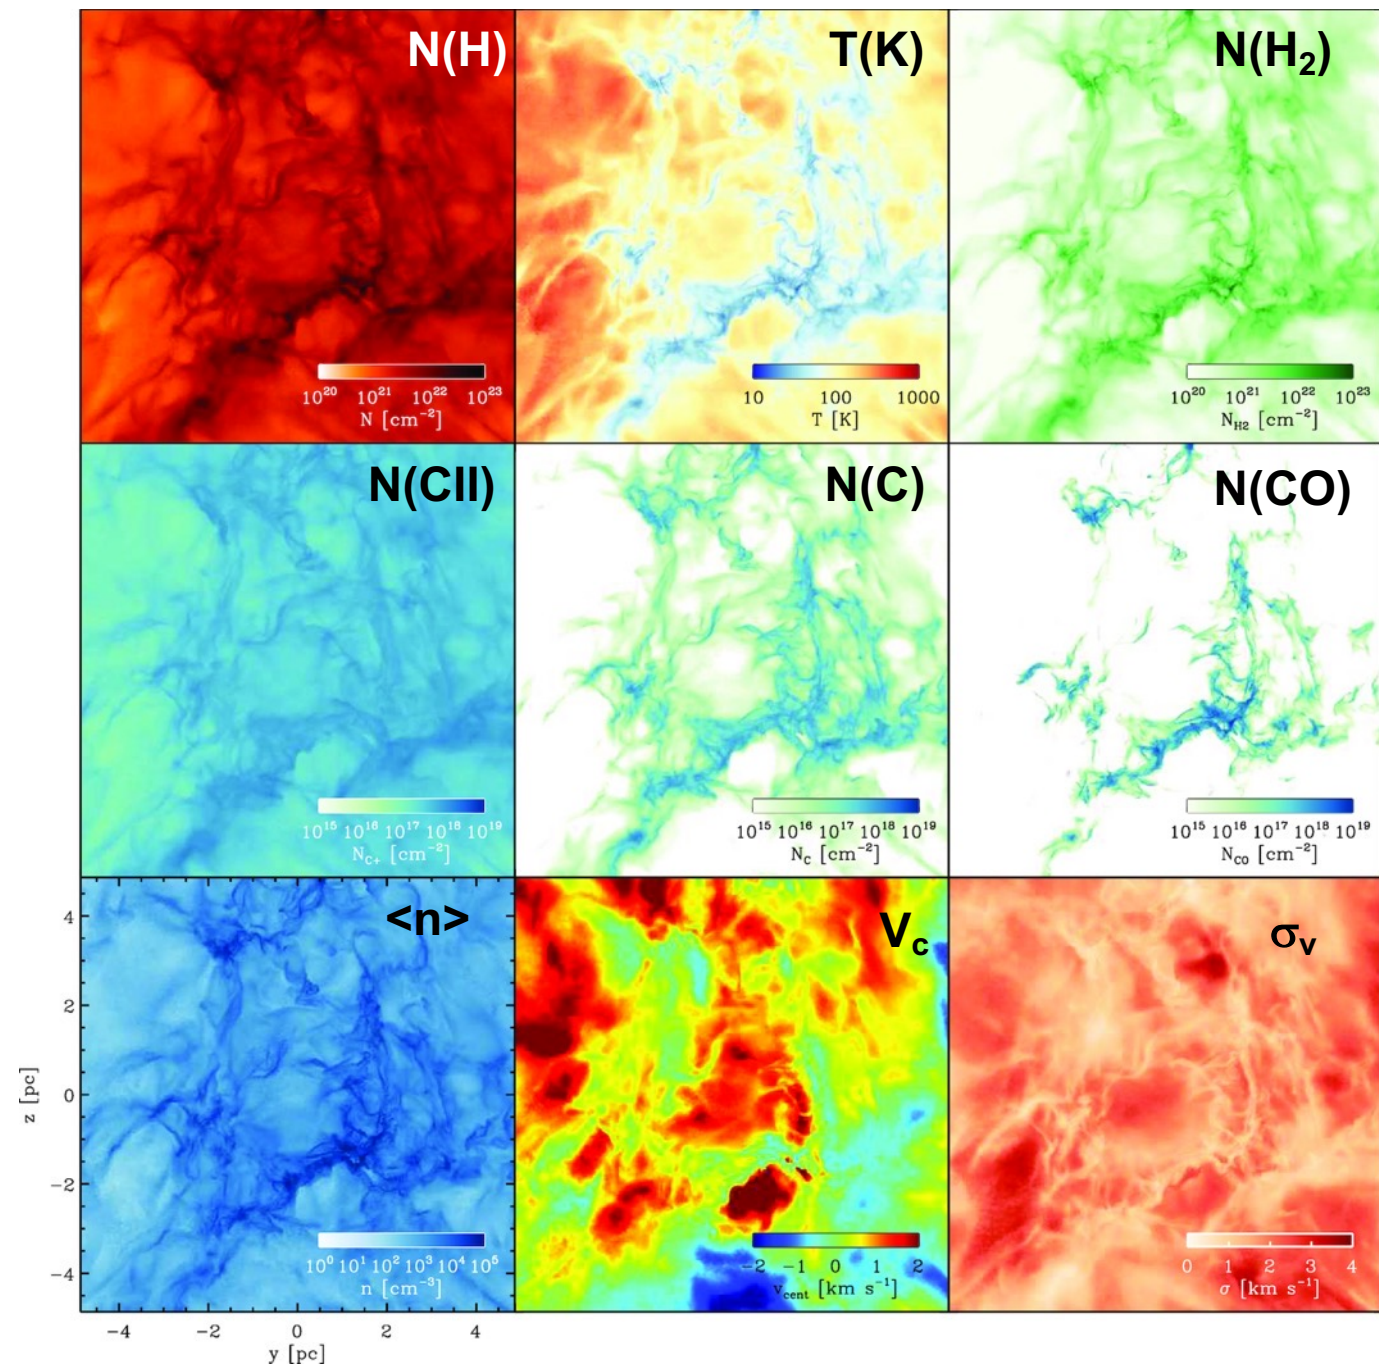 N(H)
T(K)
N(H₂)
10²⁰ 10²¹ 10²² 10²³
N [cm⁻²]
10 100 1000
T [K]
10²⁰ 10²¹ 10²² 10²³
N_H2 [cm⁻²]
N(CII)
N(C)
N(CO)
10¹⁵ 10¹⁶ 10¹⁷ 10¹⁸ 10¹⁹
N_C+ [cm⁻²]
10¹⁵ 10¹⁶ 10¹⁷ 10¹⁸ 10¹⁹
N_C [cm⁻²]
10¹⁵ 10¹⁶ 10¹⁷ 10¹⁸ 10¹⁹
N_CO [cm⁻²]
<n>
V_c
σ_v
4
2
0
−2
−4
z [pc]
10⁰ 10¹ 10² 10³ 10⁴ 10⁵
n [cm⁻³]
−2 −1 0 1 2
v_cent [km s⁻¹]
0 1 2 3 4
σ [km s⁻¹]
−4 −2 0 2 4
y [pc]